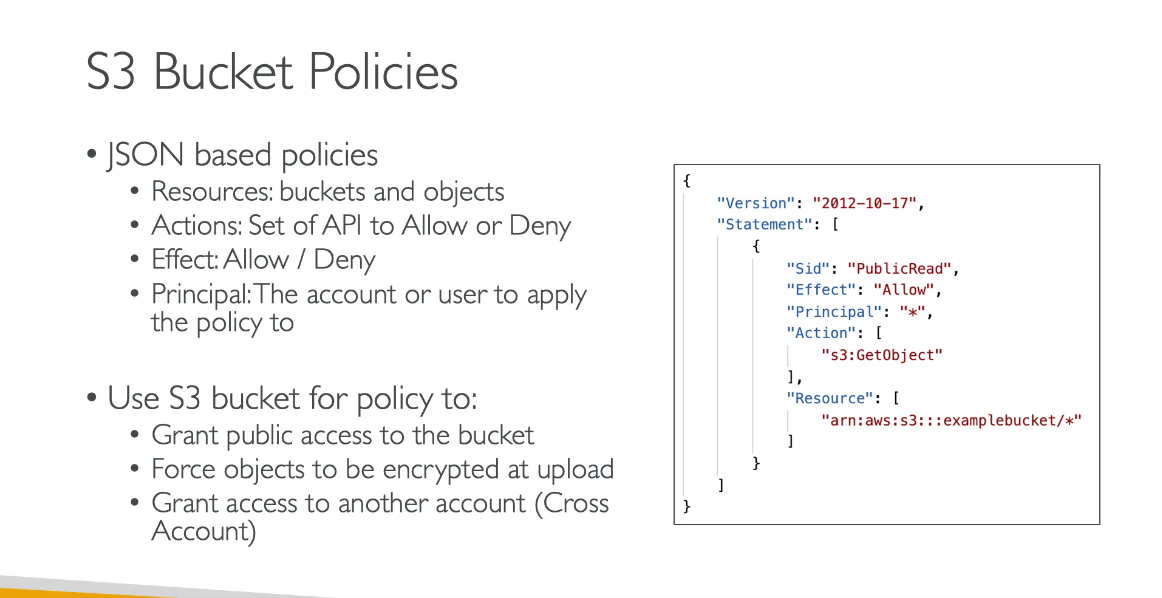 S3 Bucket Policies
• JSON based policies
• Resources: buckets and objects
• Actions: Set of API to Allow or Deny
• Effect: Allow / Deny
• Principal: The account or user to apply
the policy to
• Use S3 bucket for policy to:
• Grant public access to the bucket
• Force objects to be encrypted at upload
• Grant access to another account (Cross
Account)
{
"Version": "2012-10-17",
"Statement": [
{
"Sid": "PublicRead",
"Effect": "Allow",
"Principal": "*",
"Action": [
"s3:GetObject"
],
"Resource": [
"arn:aws:s3:::examplebucket/*"
]
}
]
}